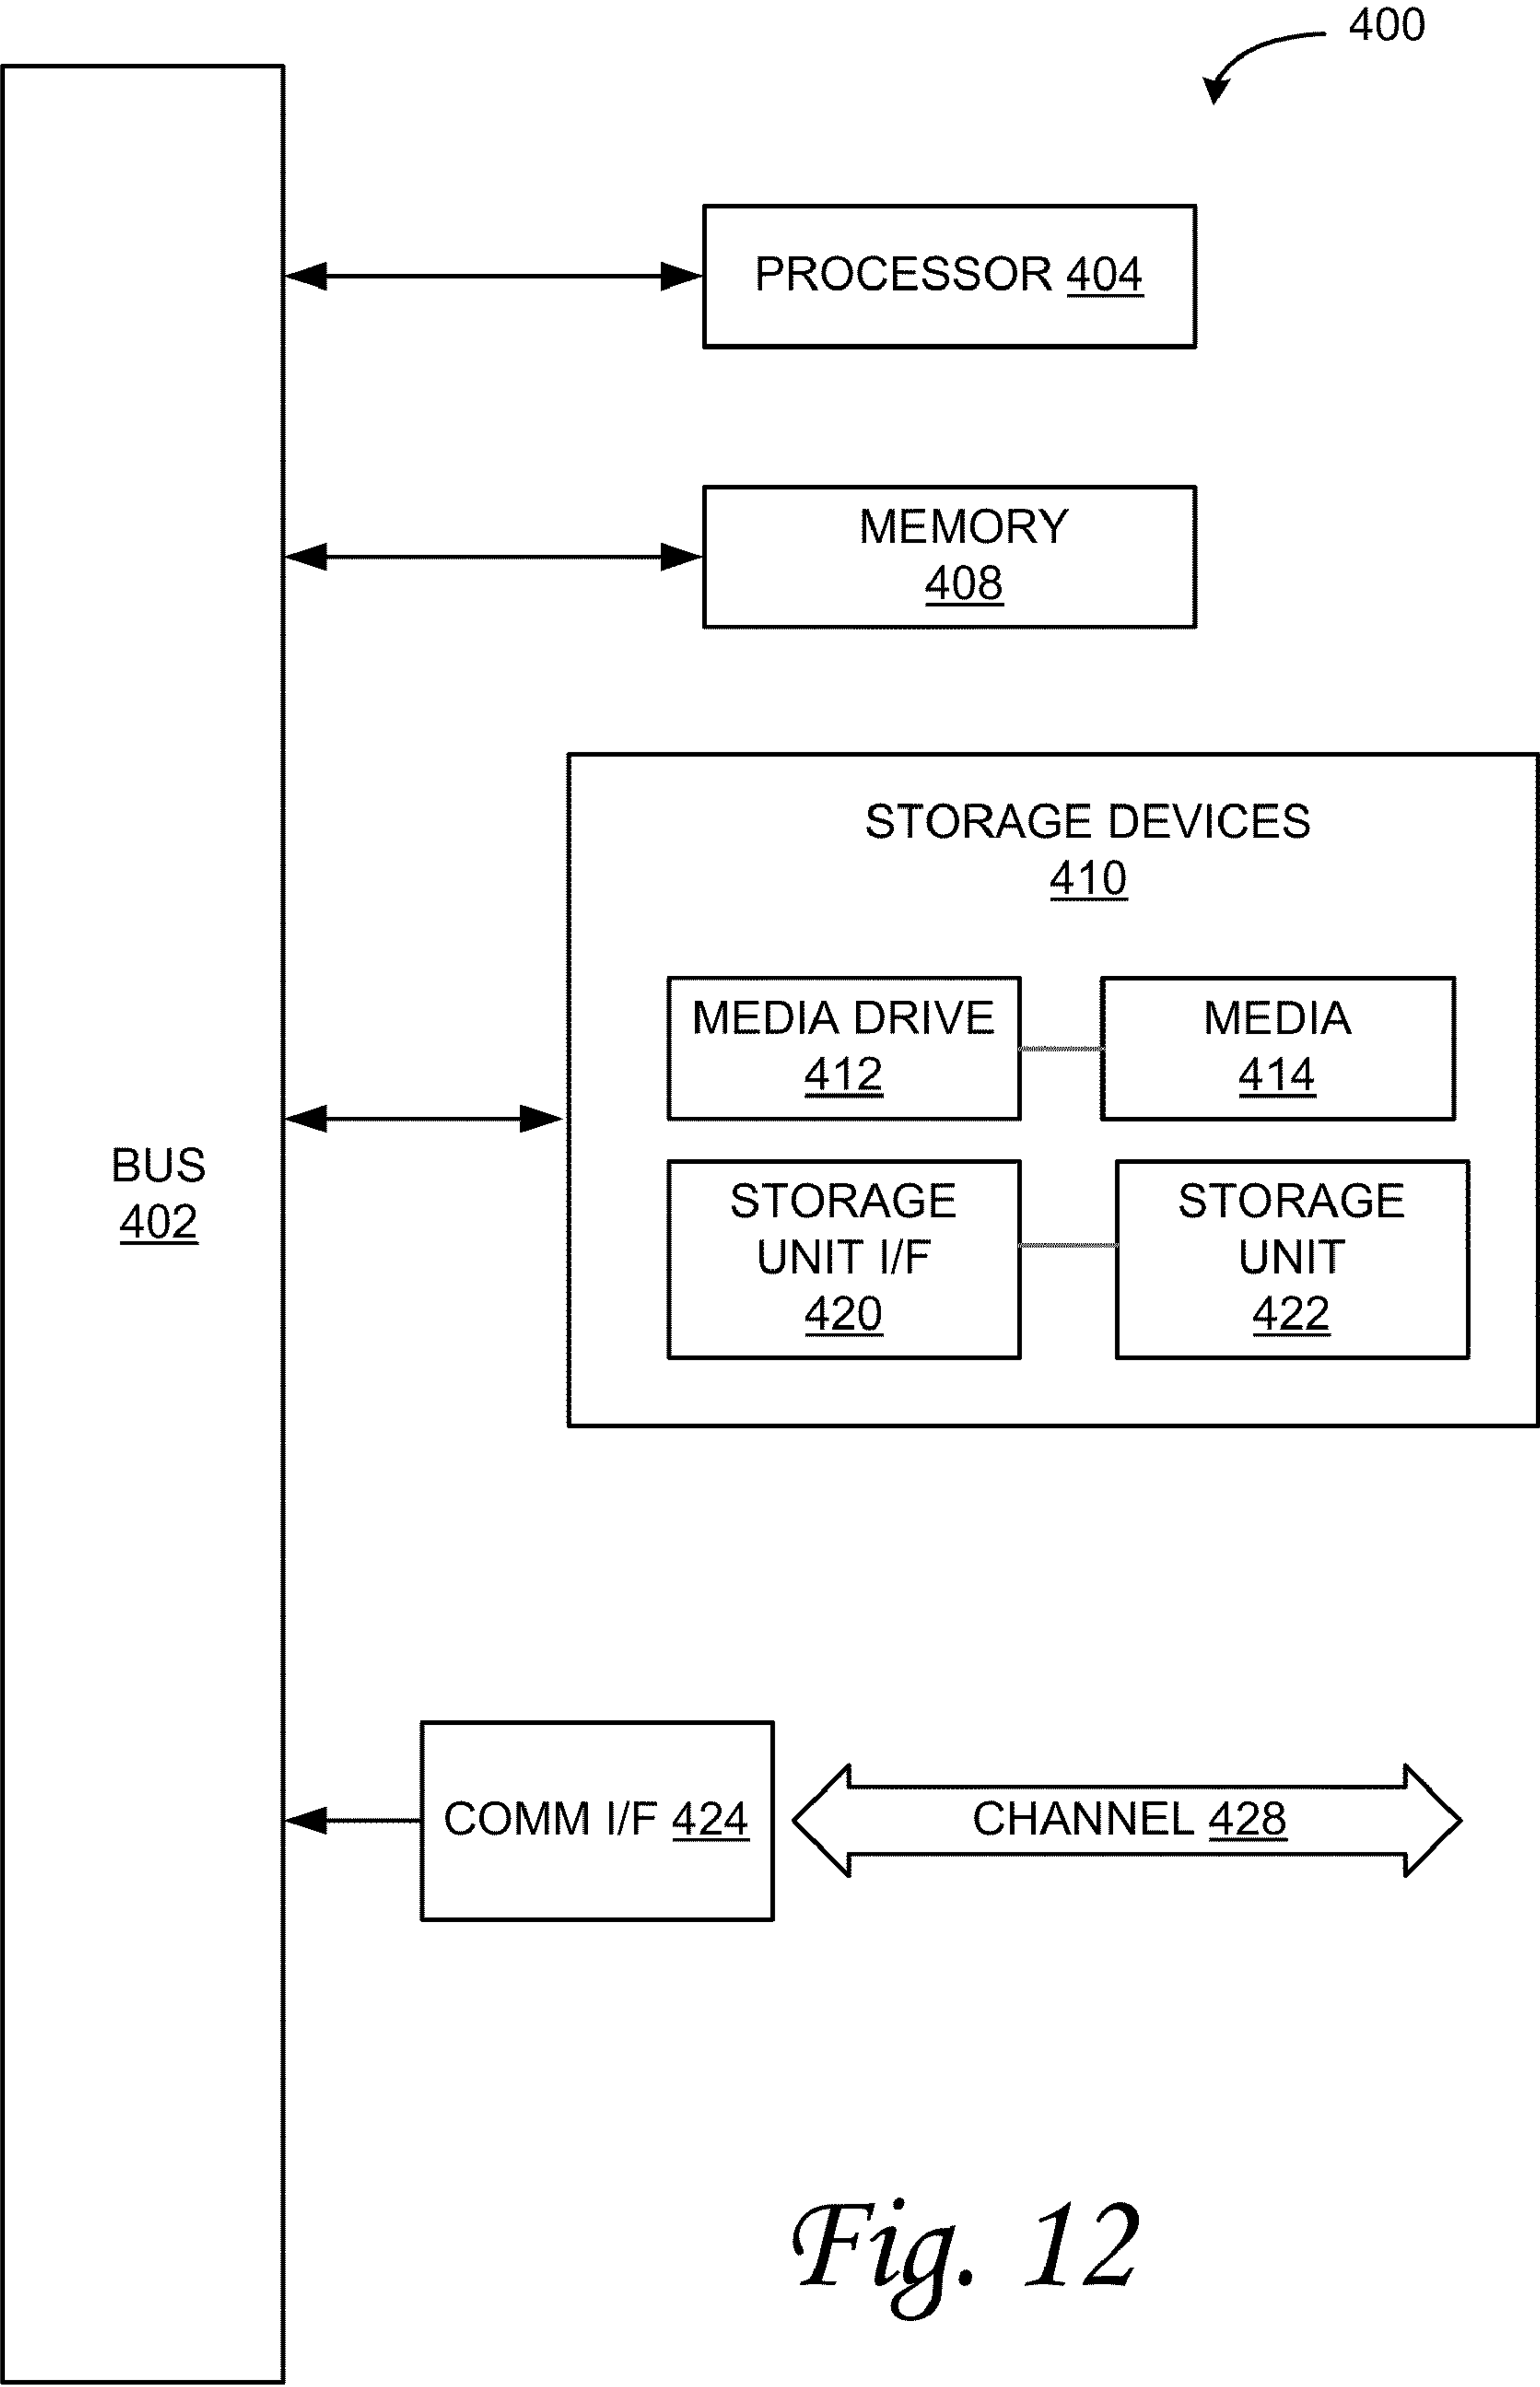 400
PROCESSOR 404
MEMORY
408
STORAGE DEVICES
410
MEDIA DRIVE
412
MEDIA
414
BUS
402
STORAGE
UNIT I/F
420
STORAGE
UNIT
422
COMM I/F 424
CHANNEL 428
Fig. 12